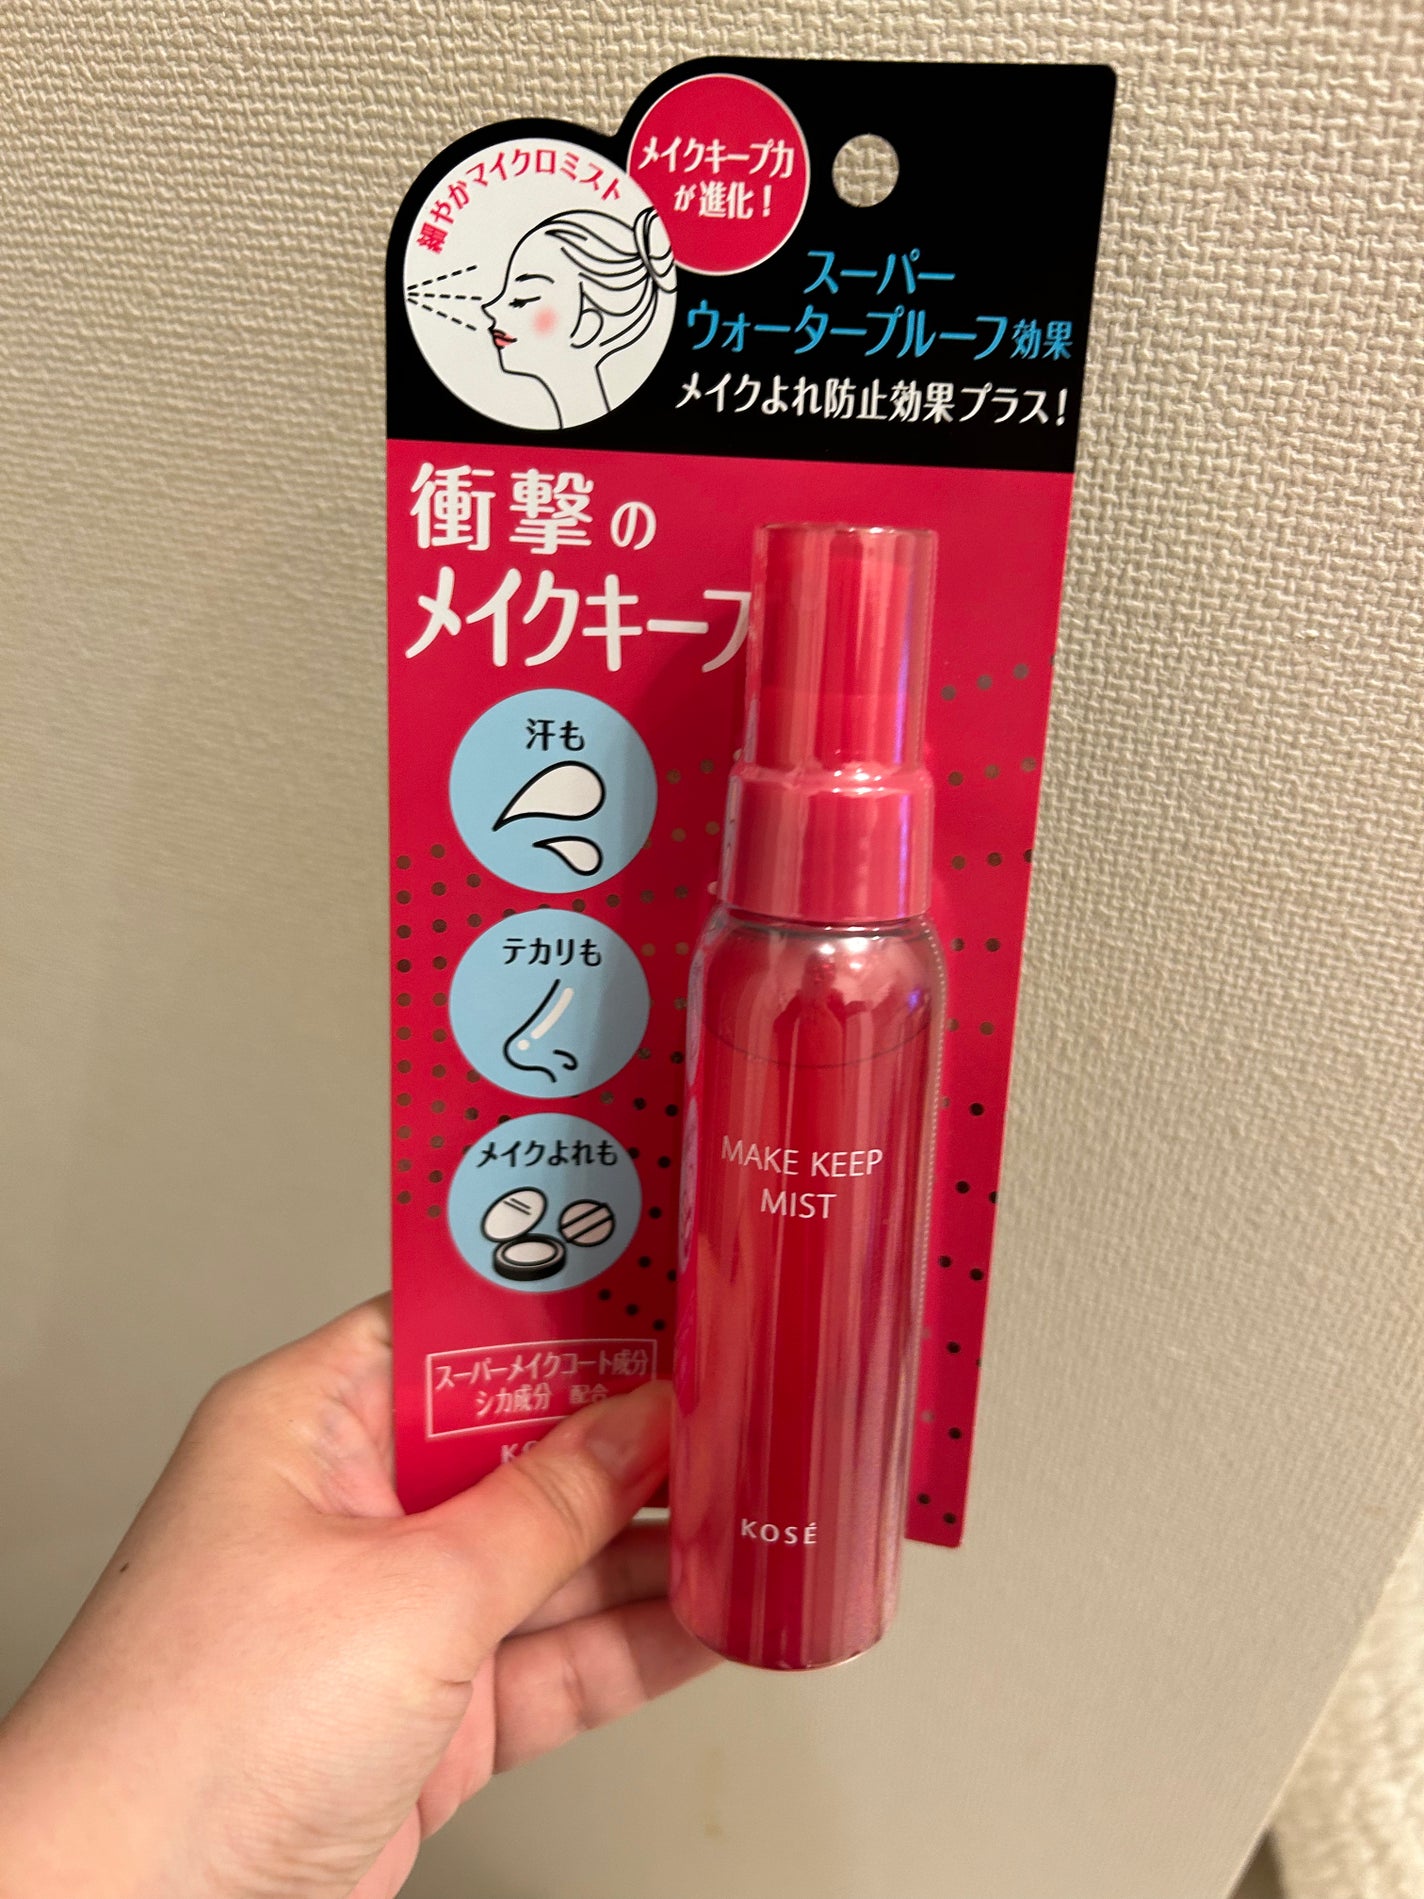 細やかマイクロミスト
メイクキープ力
が進化！
スーパー
ウォータープルーフ効果
メイクよれ防止効果プラス！
衝撃の
メイクキープ
汗も
テカリも
メイクよれも
スーパーメイクコート成分
シカ成分 配合
MAKE KEEP
MIST
KOSÉ